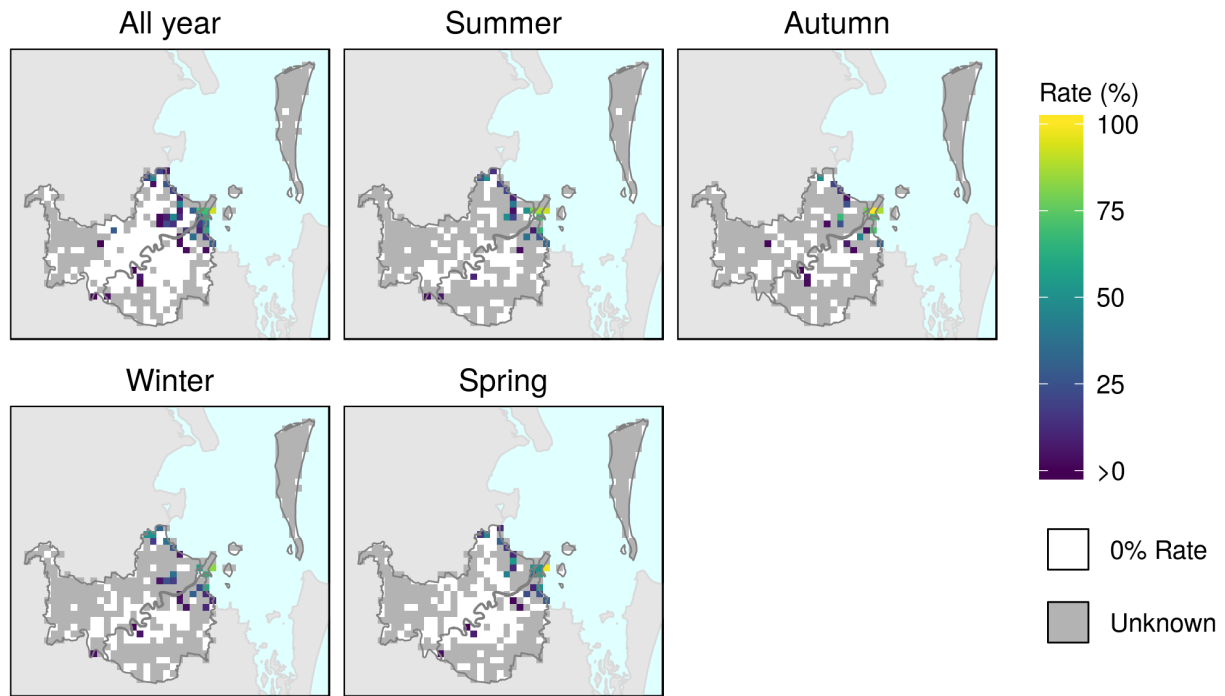 All year
Summer
Autumn
Rate (%)
100
75
50
25
>0
Winter
Spring
0% Rate
Unknown